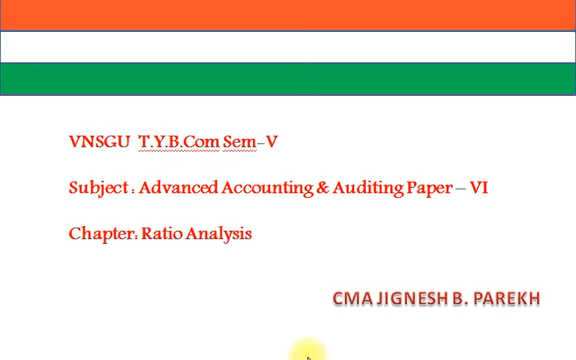 VNSGU T.Y.B.Com Sem-V
Subject : Advanced Accounting & Auditing Paper – VI
Chapter: Ratio Analysis
CMA JIGNESH B. PAREKH